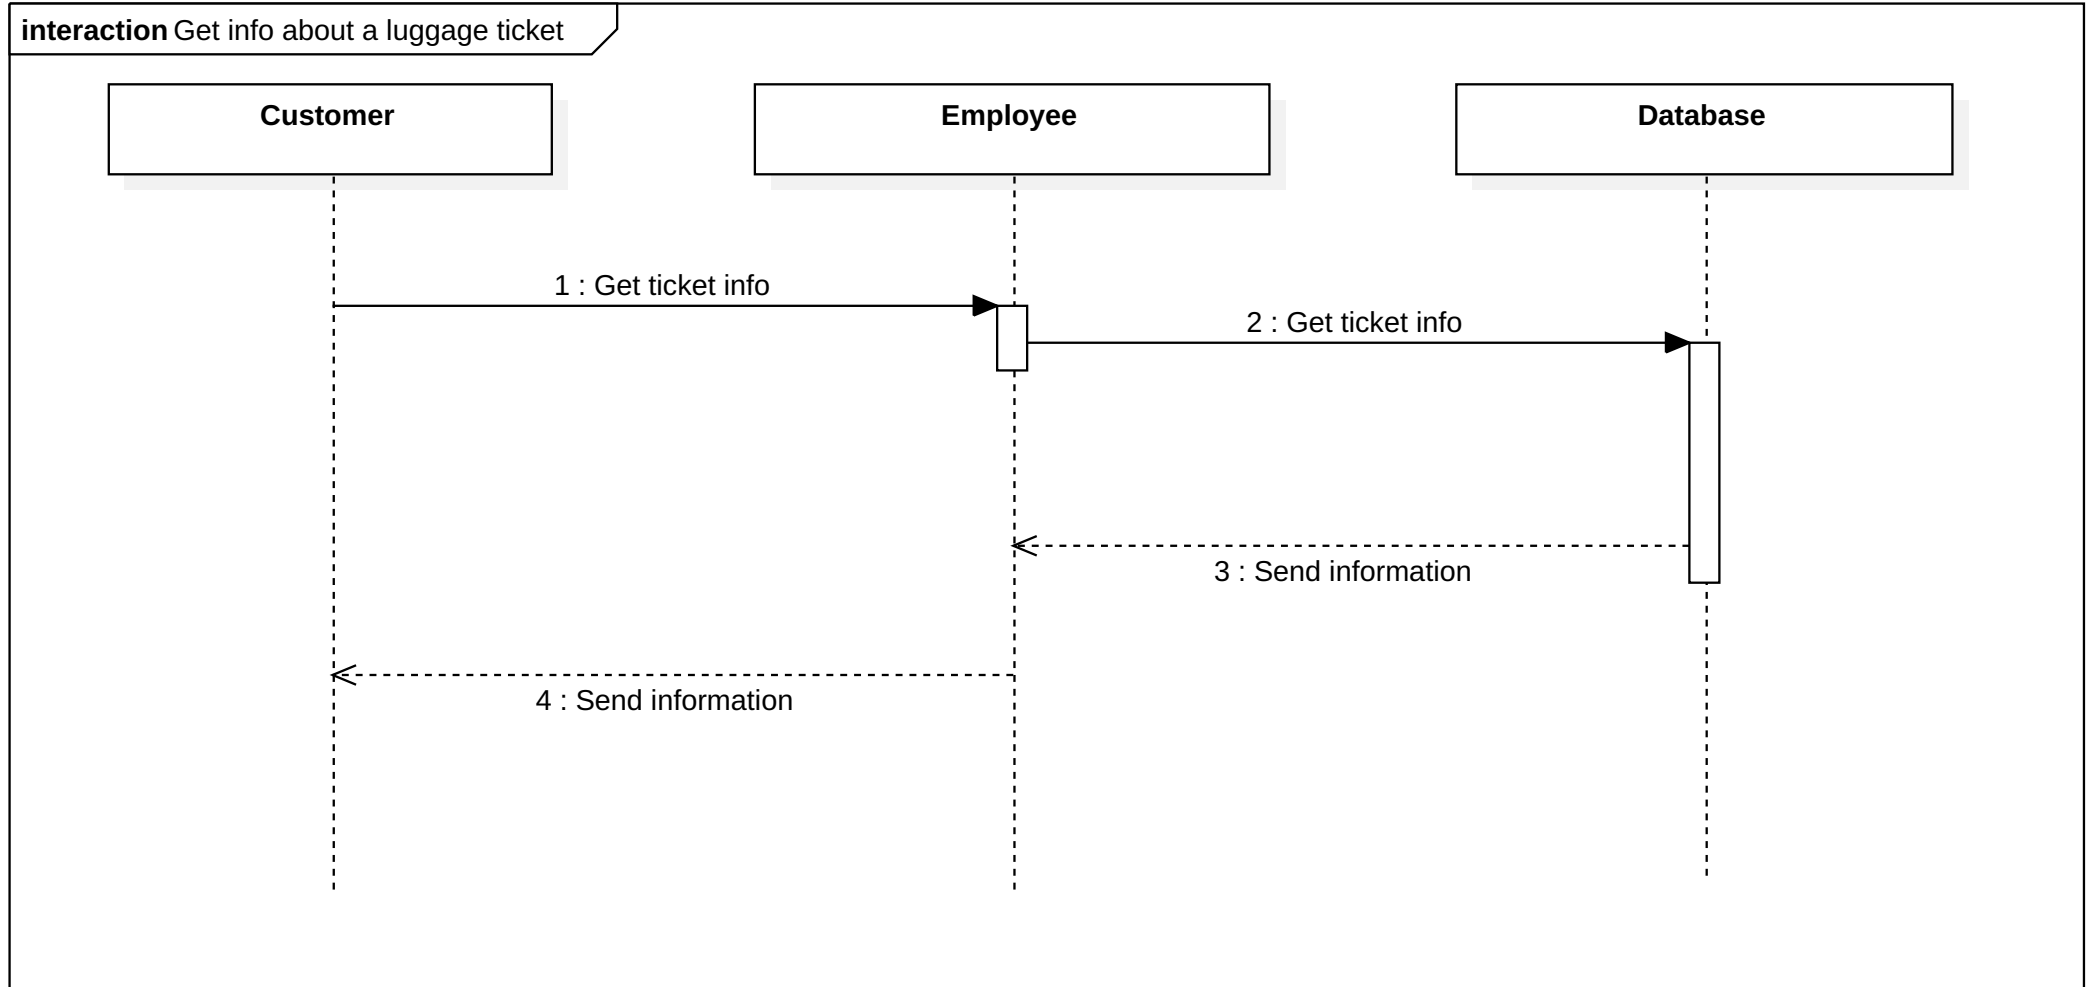 interaction Get info about a luggage ticket
Customer
Employee
Database
1 : Get ticket info
2 : Get ticket info
3 : Send information
4 : Send information